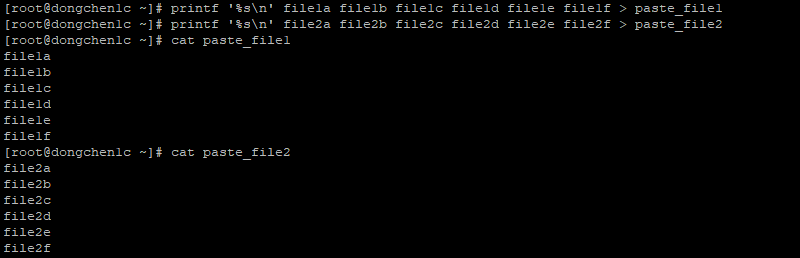 [root@dongchen1c ~]# printf '%s\n' file1a file1b file1c file1d file1e file1f > paste_file1
[root@dongchen1c ~]# printf '%s\n' file2a file2b file2c file2d file2e file2f > paste_file2
[root@dongchen1c ~]# cat paste_file1
file1a
file1b
file1c
file1d
file1e
file1f
[root@dongchen1c ~]# cat paste_file2
file2a
file2b
file2c
file2d
file2e
file2f